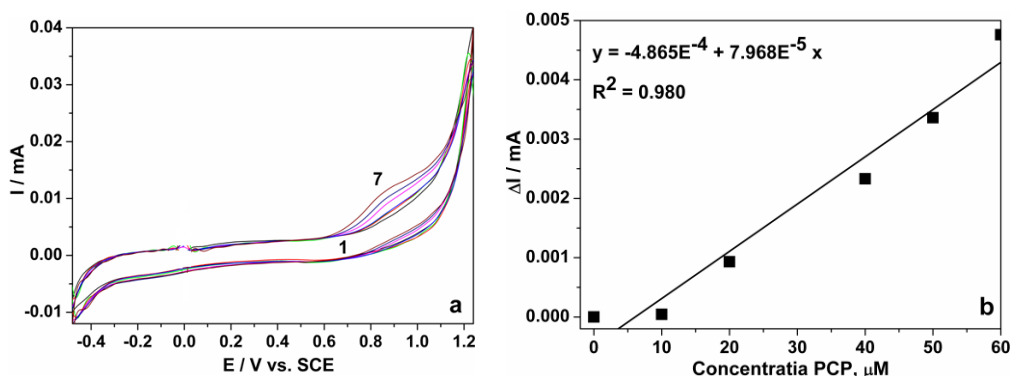 0.04
0.03
0.02
0.01
0.00
-0.01
I / mA
7
1
a
-0.4 -0.2 0.0 0.2 0.4 0.6 0.8 1.0 1.2
E / V vs. SCE
0.005
0.004
0.003
0.002
0.001
0.000
ΔI / mA
y = -4.865E⁻⁴ + 7.968E⁻⁵ x
R² = 0.980
b
0 10 20 30 40 50 60
Concentratia PCP, μM